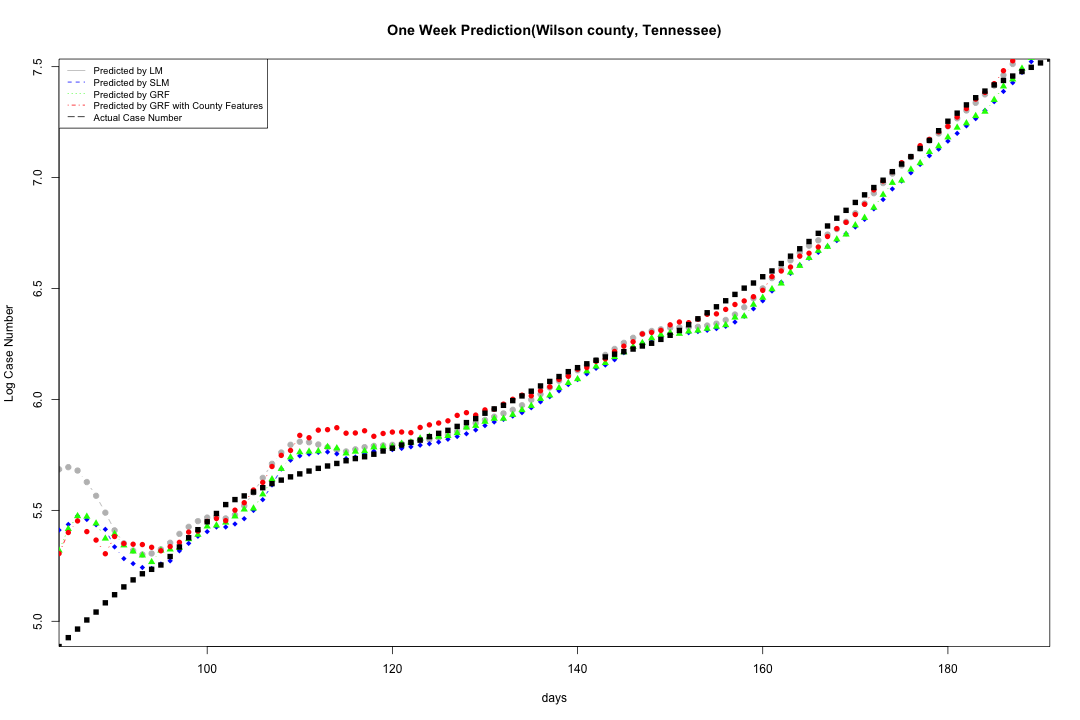 One Week Prediction(Wilson county, Tennessee)
Predicted by LM
Predicted by SLM
Predicted by GRF
Predicted by GRF with County Features
Actual Case Number
Log Case Number
7.5
7.0
6.5
6.0
5.5
5.0
100 120 140 160 180
days